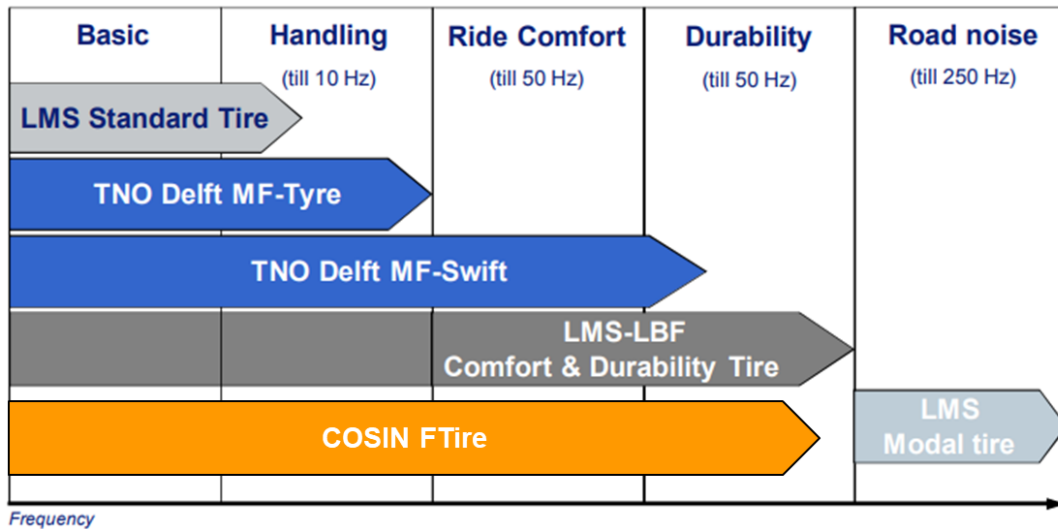 Basic
Handling
(till 10 Hz)
Ride Comfort
(till 50 Hz)
Durability
(till 50 Hz)
Road noise
(till 250 Hz)
LMS Standard Tire
TNO Delft MF-Tyre
TNO Delft MF-Swift
LMS-LBF
Comfort & Durability Tire
COSIN FTire
LMS
Modal tire
Frequency